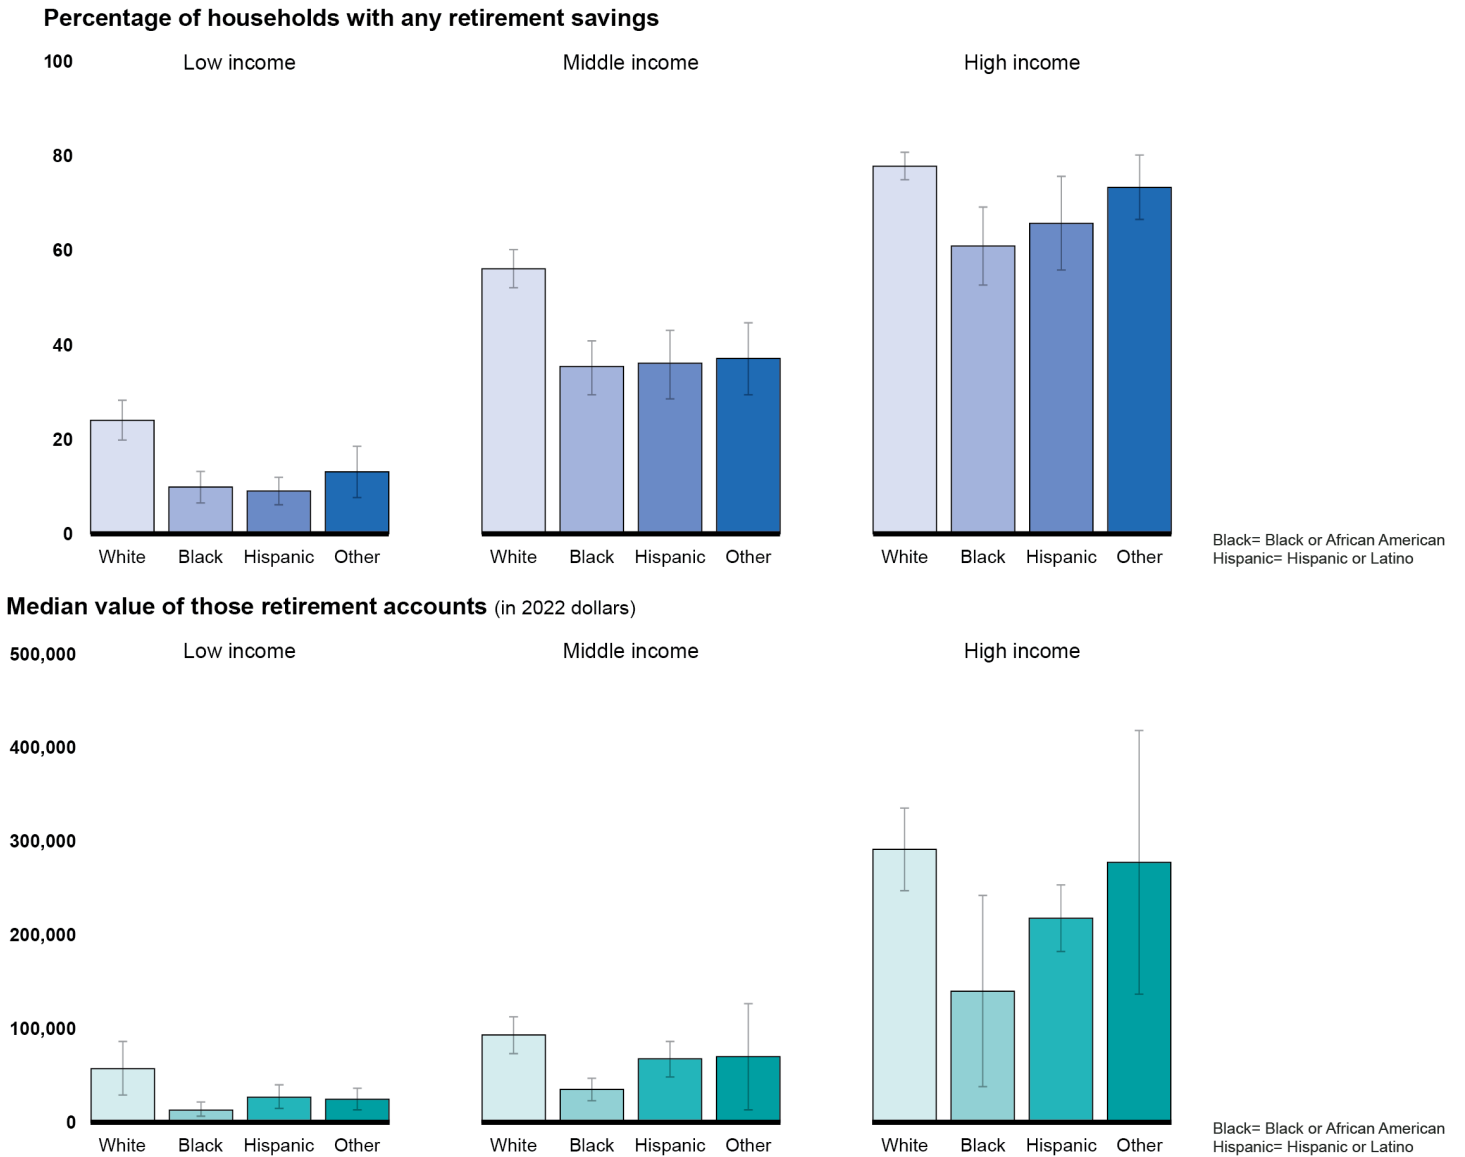 Percentage of households with any retirement savings
Low income Middle income High income
100
80
60
40
20
0
White Black Hispanic Other White Black Hispanic Other White Black Hispanic Other
Black= Black or African American
Hispanic= Hispanic or Latino
Median value of those retirement accounts (in 2022 dollars)
Low income Middle income High income
500,000
400,000
300,000
200,000
100,000
0
White Black Hispanic Other White Black Hispanic Other White Black Hispanic Other
Black= Black or African American
Hispanic= Hispanic or Latino